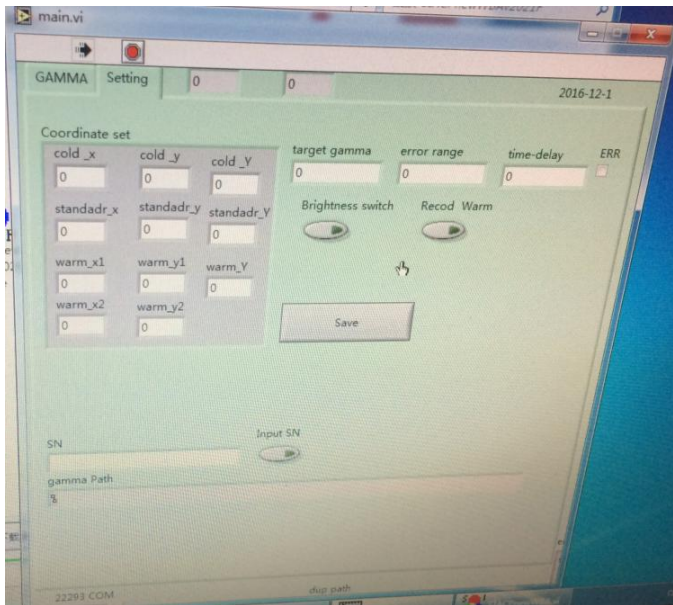 main.vi
GAMMA Setting 0 0
2016-12-1
Coordinate set
cold _x cold _y cold _Y target gamma error range time-delay ERR
0 0 0 0 0 0
standadr_x standadr_y standadr_Y Brightness switch Recod Warm
0 0 0
warm_x1 warm_y1 warm_Y
0 0 0
warm_x2 warm_y2
0 0 Save
SN Input SN
gamma Path
%
22293 COM dup path